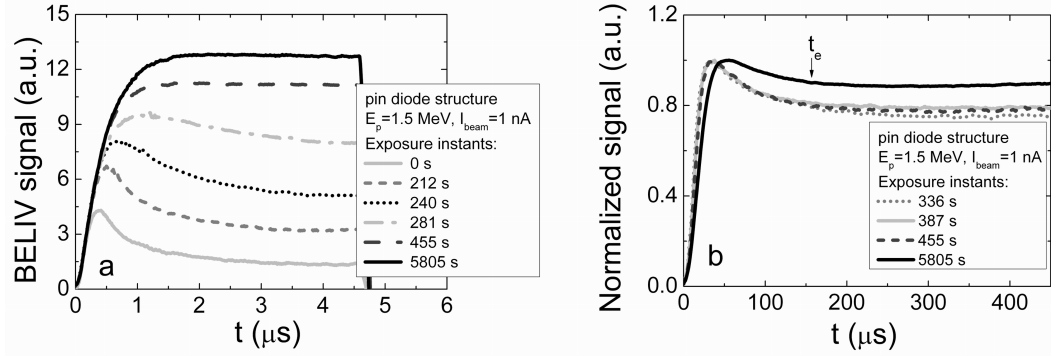 BELIV signal (a.u.)
15
12
9
6
3
0
0 1 2 3 4 5 6
t (μs)
a
pin diode structure
E_p=1.5 MeV, I_beam=1 nA
Exposure instants:
0 s
212 s
240 s
281 s
455 s
5805 s
Normalized signal (a.u.)
1.2
0.8
0.4
0.0
0 100 200 300 400
t (μs)
b
t_e
pin diode structure
E_p=1.5 MeV, I_beam=1 nA
Exposure instants:
336 s
387 s
455 s
5805 s